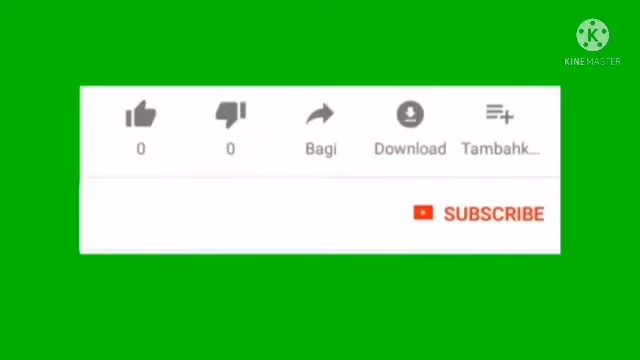 K
KINEMASTER
0 0 Bagi Download Tambahk...
SUBSCRIBE